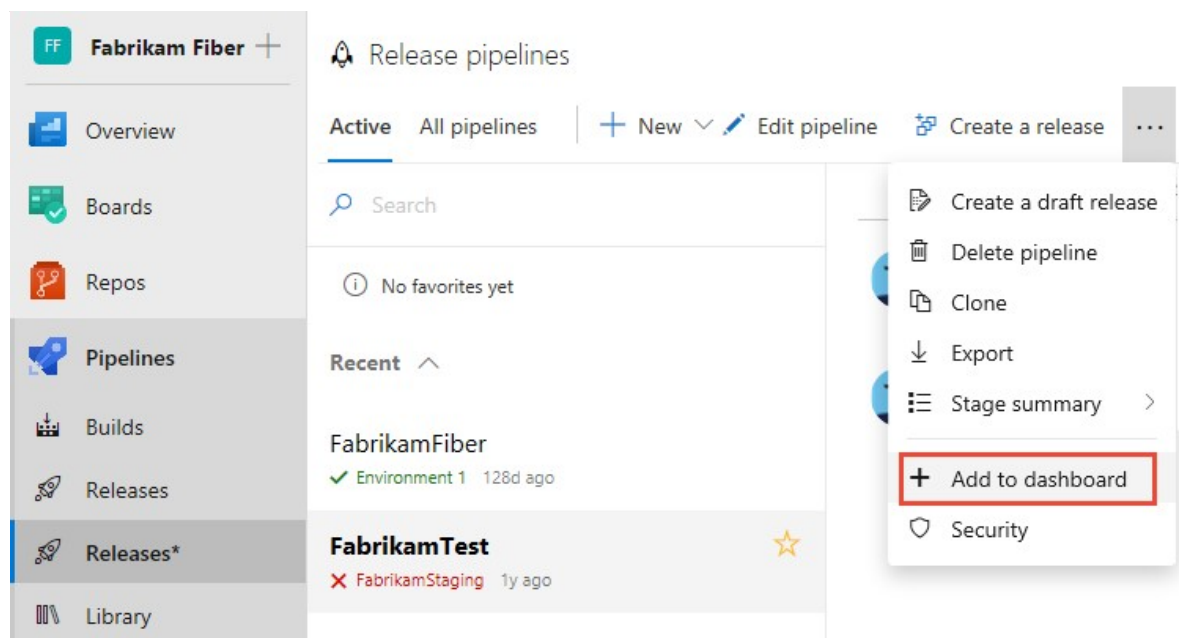 FF Fabrikam Fiber
Overview
Boards
Repos
Pipelines
Builds
Releases
Releases*
Library
Release pipelines
Active All pipelines New Edit pipeline Create a release ...
Search
No favorites yet
Recent
FabrikamFiber
Environment 1 128d ago
FabrikamTest
FabrikamStaging 1y ago
Create a draft release
Delete pipeline
Clone
Export
Stage summary
Add to dashboard
Security